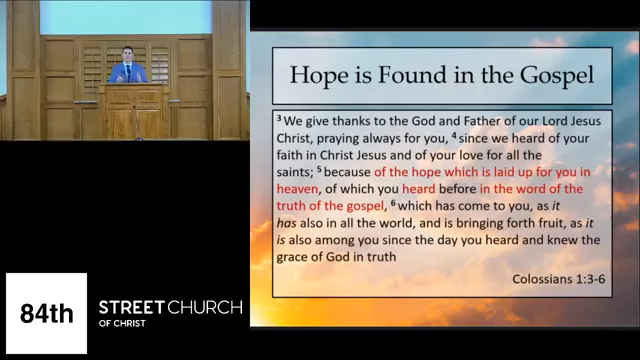 Hope is Found in the Gospel
3 We give thanks to the God and Father of our Lord Jesus
Christ, praying always for you, 4 since we heard of your
faith in Christ Jesus and of your love for all the
saints; 5 because of the hope which is laid up for you in
heaven, of which you heard before in the word of the
truth of the gospel, 6 which has come to you, as it
has also in all the world, and is bringing forth fruit, as it
is also among you since the day you heard and knew the
grace of God in truth
Colossians 1:3-6
84th
STREET CHURCH
OF CHRIST